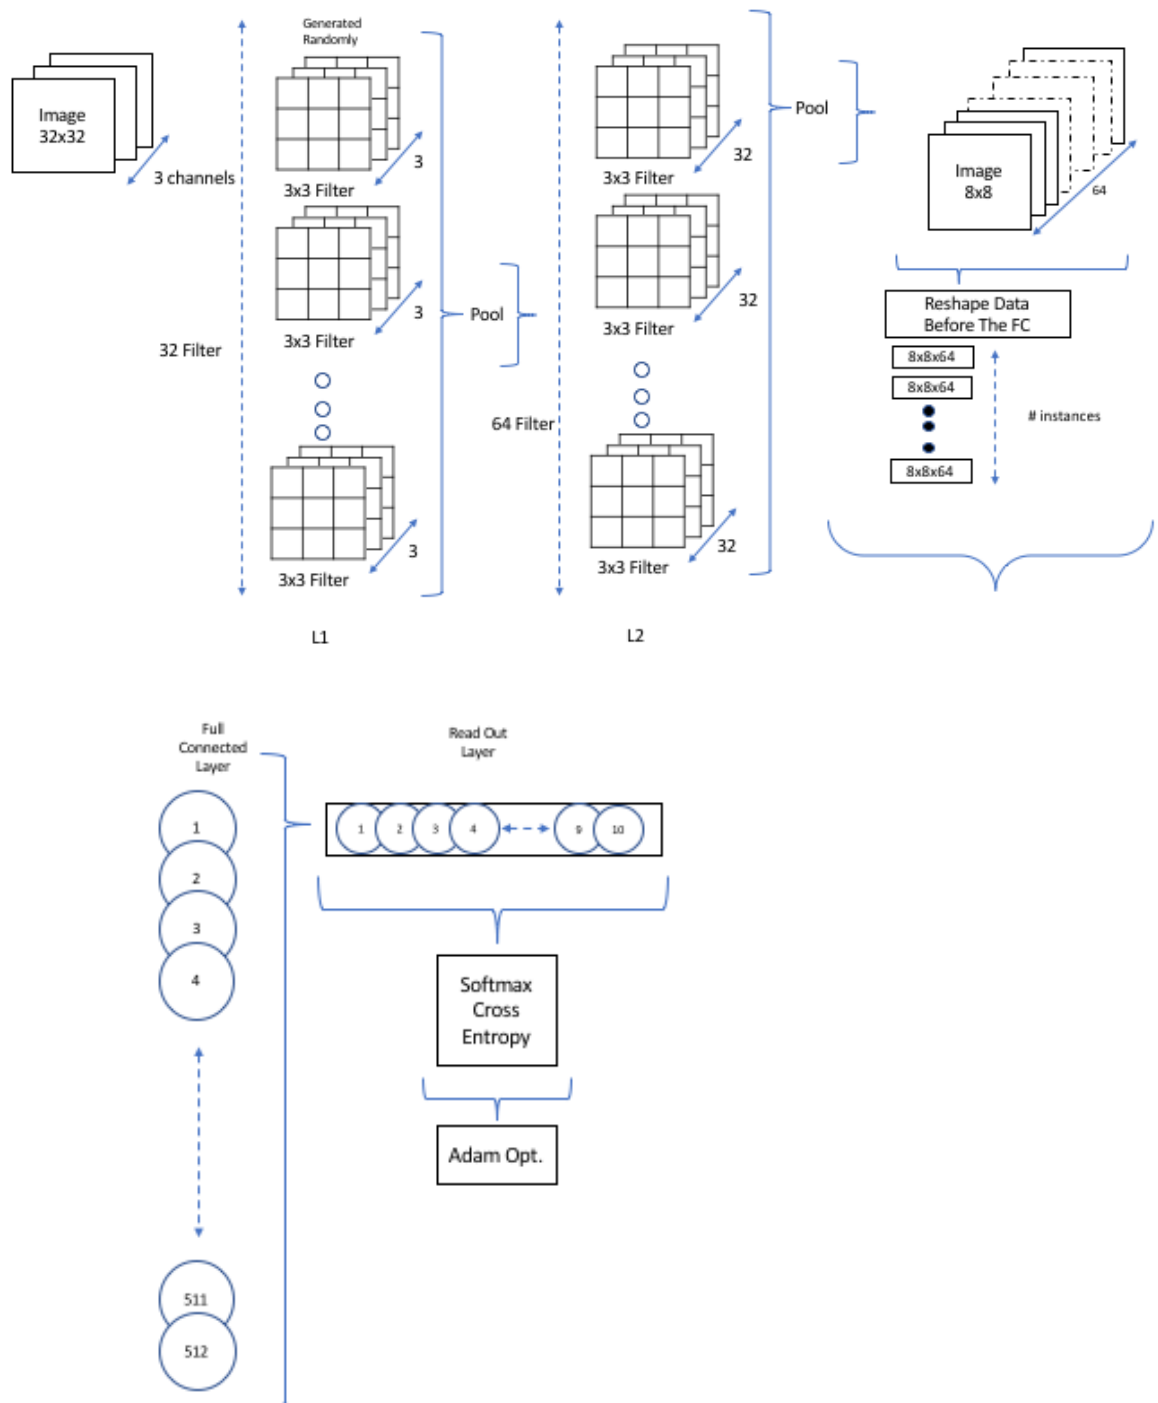 Generated
Randomly
Image
32x32
3 channels
3
3x3 Filter
3
3x3 Filter
32 Filter
3
3x3 Filter
L1
Pool
32
3x3 Filter
32
3x3 Filter
64 Filter
32
3x3 Filter
L2
Pool
Image
8x8
64
Reshape Data
Before The FC
8x8x64
8x8x64
# instances
8x8x64
Full
Connected
Layer
1
2
3
4
511
512
Read Out
Layer
1 2 3 4 9 10
Softmax
Cross
Entropy
Adam Opt.